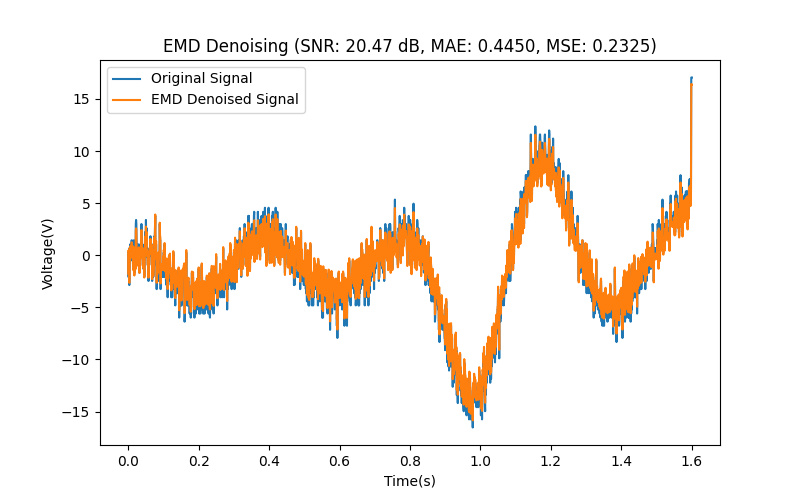 EMD Denoising (SNR: 20.47 dB, MAE: 0.4450, MSE: 0.2325)
Original Signal
EMD Denoised Signal
Voltage(V)
15
10
5
0
−5
−10
−15
0.0 0.2 0.4 0.6 0.8 1.0 1.2 1.4 1.6
Time(s)